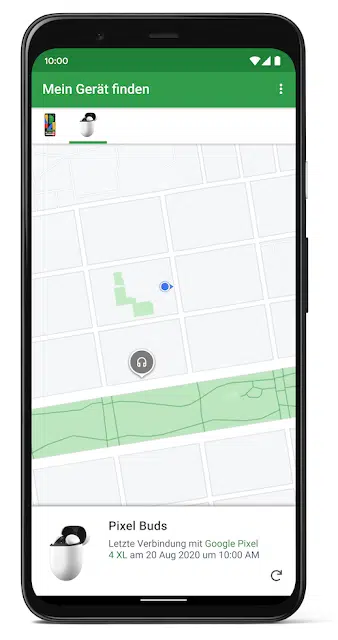 10:00
Mein Gerät finden
Pixel Buds
Letzte Verbindung mit Google Pixel
4 XL am 20 Aug 2020 um 10:00 AM